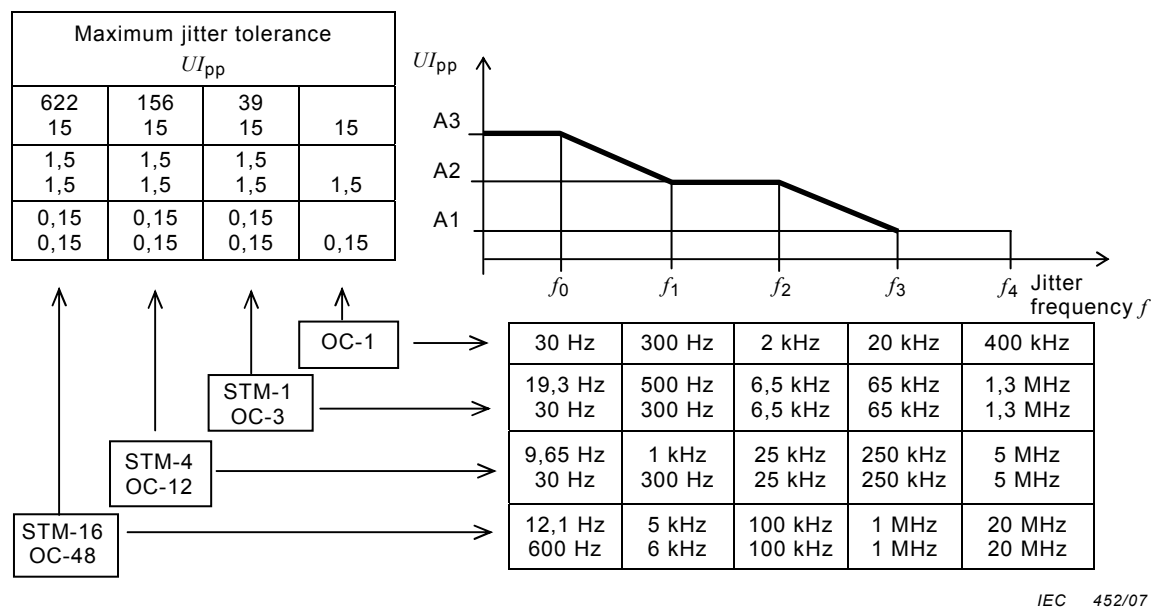 Maximum jitter tolerance
UIpp
622 156 39
15 15 15 15
1,5 1,5 1,5
1,5 1,5 1,5 1,5
0,15 0,15 0,15
0,15 0,15 0,15 0,15
UIpp
A3
A2
A1
f0 f1 f2 f3 f4 Jitter
frequency f
OC-1
30 Hz 300 Hz 2 kHz 20 kHz 400 kHz
STM-1
OC-3
19,3 Hz 500 Hz 6,5 kHz 65 kHz 1,3 MHz
30 Hz 300 Hz 6,5 kHz 65 kHz 1,3 MHz
STM-4
OC-12
9,65 Hz 1 kHz 25 kHz 250 kHz 5 MHz
30 Hz 300 Hz 25 kHz 250 kHz 5 MHz
STM-16
OC-48
12,1 Hz 5 kHz 100 kHz 1 MHz 20 MHz
600 Hz 6 kHz 100 kHz 1 MHz 20 MHz
IEC 452/07